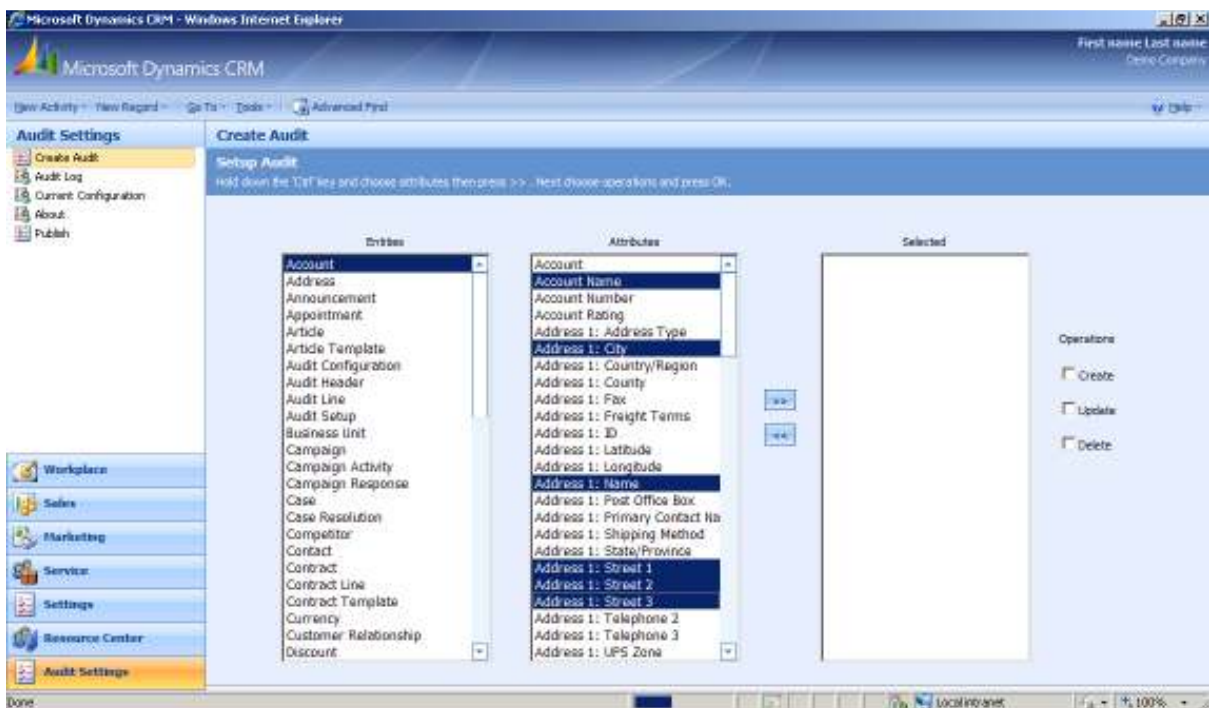 Microsoft Dynamics CRM - Windows Internet Explorer
First name Last name
Demo Company
Microsoft Dynamics CRM
New Activity New Record Go To Tools Advanced Find Help
Audit Settings
Create Audit
Audit Log
Current Configuration
About
Publish
Create Audit
Setup Audit
Hold down the 'Ctrl' key and choose attributes then press >> . Next choose operations and press OK.
Entities
Account
Address
Announcement
Appointment
Article
Article Template
Audit Configuration
Audit Header
Audit Line
Audit Setup
Business Unit
Campaign
Campaign Activity
Campaign Response
Case
Case Resolution
Competitor
Contact
Contract
Contract Line
Contract Template
Currency
Customer Relationship
Discount
Attributes
Account
Account Name
Account Number
Account Rating
Address 1: Address Type
Address 1: City
Address 1: Country/Region
Address 1: County
Address 1: Fax
Address 1: Freight Terms
Address 1: ID
Address 1: Latitude
Address 1: Longitude
Address 1: Name
Address 1: Post Office Box
Address 1: Primary Contact Na
Address 1: Shipping Method
Address 1: State/Province
Address 1: Street 1
Address 1: Street 2
Address 1: Street 3
Address 1: Telephone 2
Address 1: Telephone 3
Address 1: UPS Zone
>>
<<
Selected
Operations
Create
Update
Delete
Workplace
Sales
Marketing
Service
Settings
Resource Center
Audit Settings
Done
Local intranet
100%